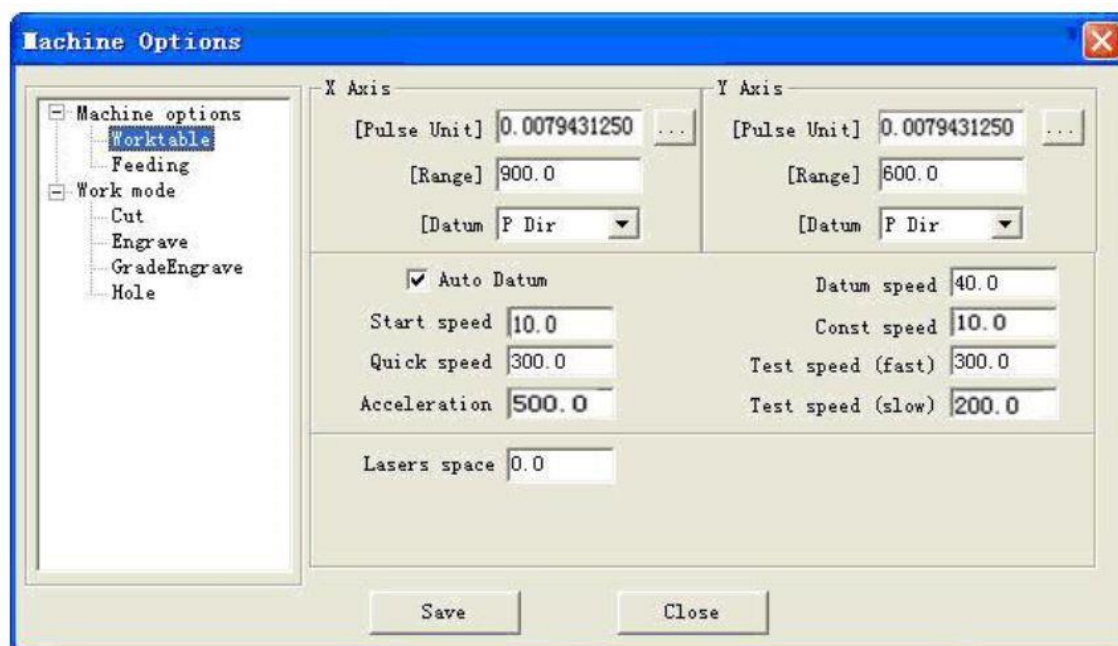 Machine Options
Machine options
Worktable
Feeding
Work mode
Cut
Engrave
GradeEngrave
Hole
X Axis
[Pulse Unit] 0.0079431250 ...
[Range] 900.0
[Datum P Dir
Y Axis
[Pulse Unit] 0.0079431250 ...
[Range] 600.0
[Datum P Dir
Auto Datum
Start speed 10.0
Quick speed 300.0
Acceleration 500.0
Datum speed 40.0
Const speed 10.0
Test speed (fast) 300.0
Test speed (slow) 200.0
Lasers space 0.0
Save
Close